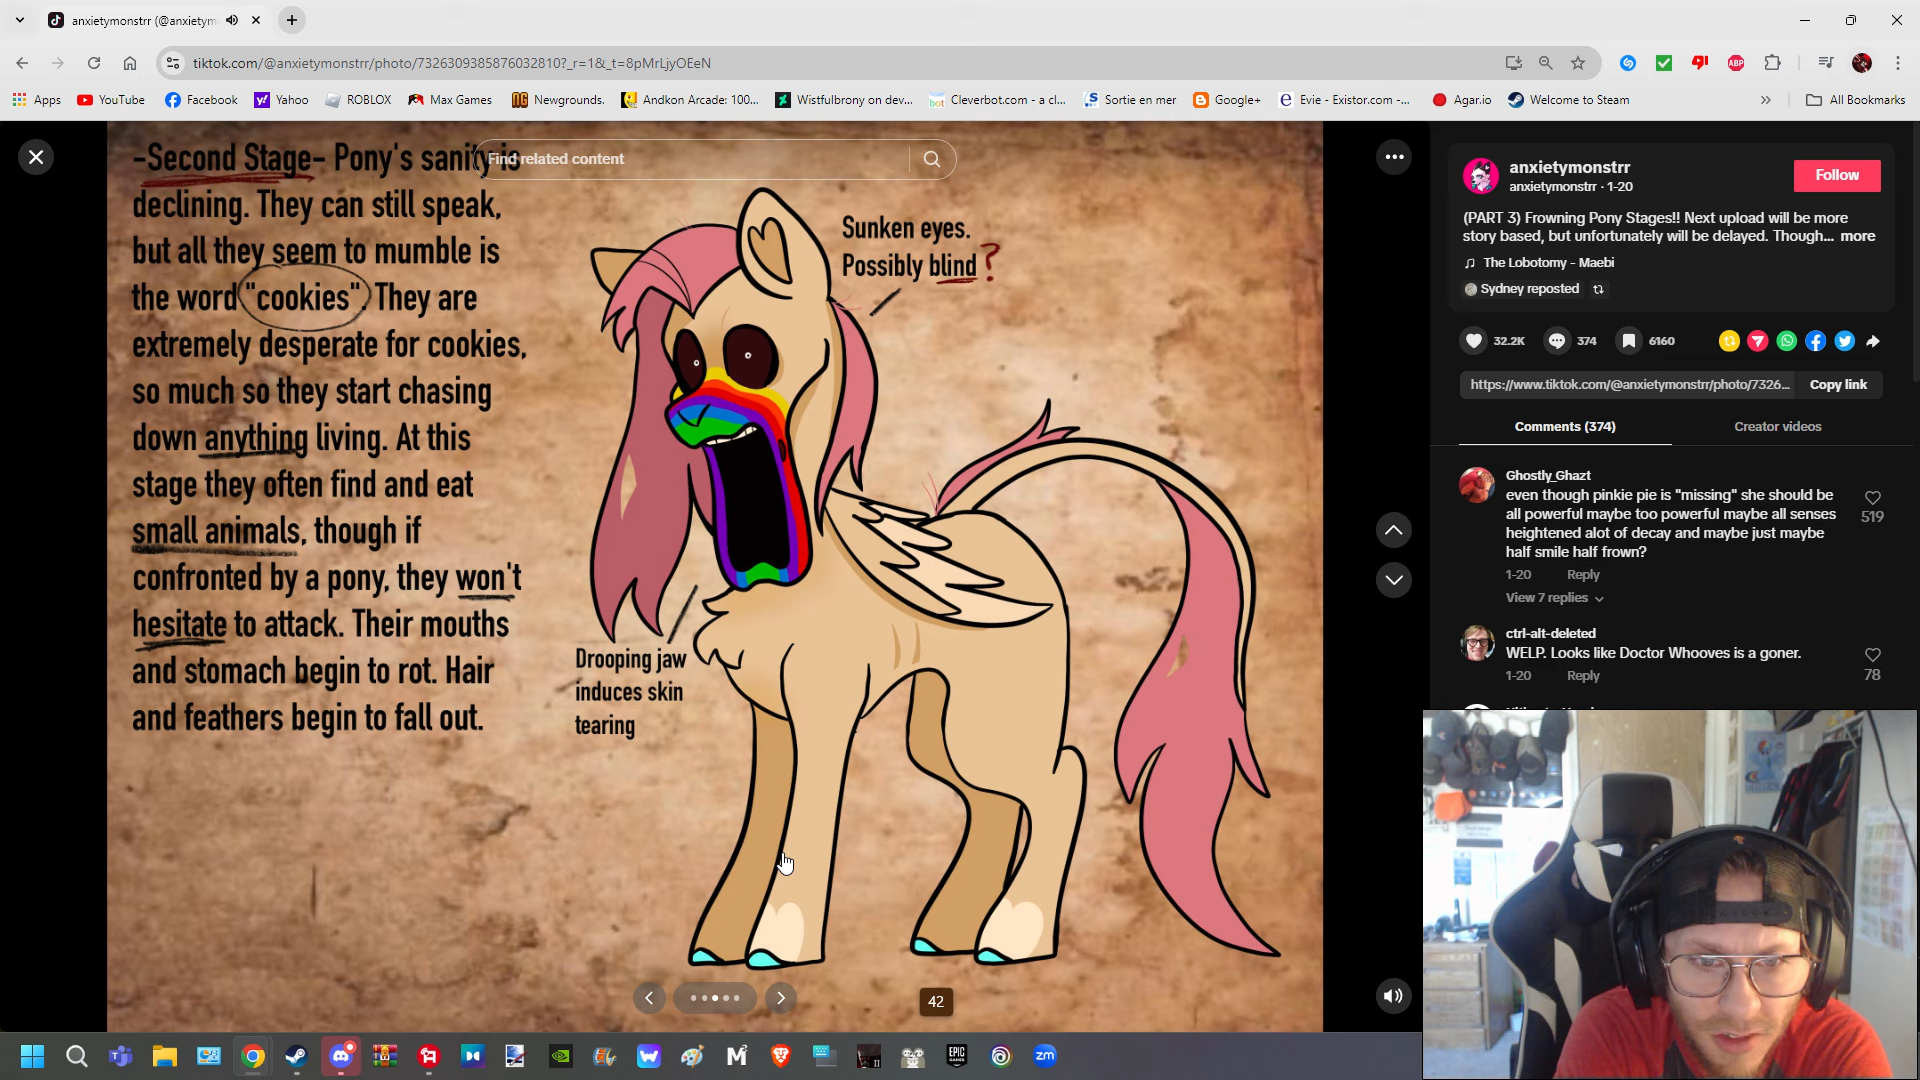 anxietymonstrr (@anxietym
tiktok.com/@anxietymonstrr/photo/7326309385876032810?_r=1&_t=8pMrLjyOEeN
ABP
Apps YouTube Facebook Yahoo ROBLOX Max Games Newgrounds. Andkon Arcade: 100... Wistfulbrony on dev... Cleverbot.com - a cl... Sortie en mer Google+ Evie - Existor.com -... Agar.io Welcome to Steam » All Bookmarks
Find related content
-Second Stage- Pony's sanity is
declining. They can still speak,
but all they seem to mumble is
the word "cookies". They are
extremely desperate for cookies,
so much so they start chasing
down anything living. At this
stage they often find and eat
small animals, though if
confronted by a pony, they won't
hesitate to attack. Their mouths
and stomach begin to rot. Hair
and feathers begin to fall out.
Sunken eyes.
Possibly blind?
Drooping jaw
induces skin
tearing
42
anxietymonstrr
anxietymonstrr · 1-20
Follow
(PART 3) Frowning Pony Stages!! Next upload will be more
story based, but unfortunately will be delayed. Though... more
The Lobotomy - Maebi
Sydney reposted
32.2K 374 6160
https://www.tiktok.com/@anxietymonstrr/photo/7326... Copy link
Comments (374) Creator videos
Ghostly_Ghazt
even though pinkie pie is "missing" she should be
all powerful maybe too powerful maybe all senses
heightened alot of decay and maybe just maybe
half smile half frown?
519
1-20 Reply
View 7 replies
ctrl-alt-deleted
WELP. Looks like Doctor Whooves is a goner.
78
1-20 Reply
EPIC GAMES
zm